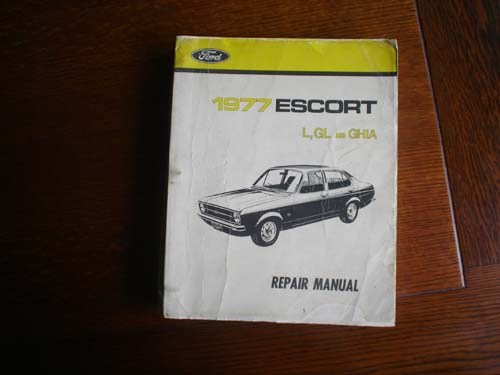 Ford
1977 ESCORT
L, GL AND GHIA
REPAIR MANUAL